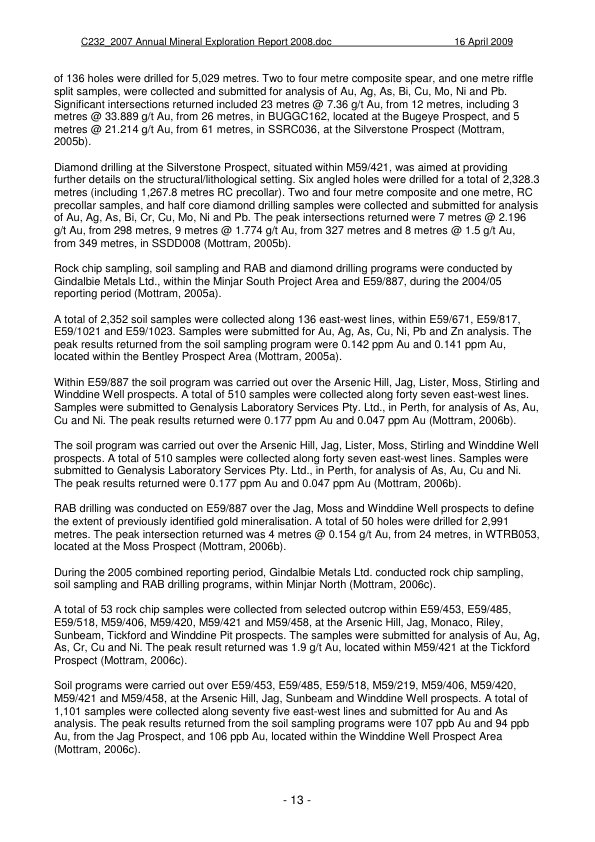 C232_2007 Annual Mineral Exploration Report 2008.doc 16 April 2009
of 136 holes were drilled for 5,029 metres. Two to four metre composite spear, and one metre riffle
split samples, were collected and submitted for analysis of Au, Ag, As, Bi, Cu, Mo, Ni and Pb.
Significant intersections returned included 23 metres @ 7.36 g/t Au, from 12 metres, including 3
metres @ 33.889 g/t Au, from 26 metres, in BUGGC162, located at the Bugeye Prospect, and 5
metres @ 21.214 g/t Au, from 61 metres, in SSRC036, at the Silverstone Prospect (Mottram,
2005b).
Diamond drilling at the Silverstone Prospect, situated within M59/421, was aimed at providing
further details on the structural/lithological setting. Six angled holes were drilled for a total of 2,328.3
metres (including 1,267.8 metres RC precollar). Two and four metre composite and one metre, RC
precollar samples, and half core diamond drilling samples were collected and submitted for analysis
of Au, Ag, As, Bi, Cr, Cu, Mo, Ni and Pb. The peak intersections returned were 7 metres @ 2.196
g/t Au, from 298 metres, 9 metres @ 1.774 g/t Au, from 327 metres and 8 metres @ 1.5 g/t Au,
from 349 metres, in SSDD008 (Mottram, 2005b).
Rock chip sampling, soil sampling and RAB and diamond drilling programs were conducted by
Gindalbie Metals Ltd., within the Minjar South Project Area and E59/887, during the 2004/05
reporting period (Mottram, 2005a).
A total of 2,352 soil samples were collected along 136 east-west lines, within E59/671, E59/817,
E59/1021 and E59/1023. Samples were submitted for Au, Ag, As, Cu, Ni, Pb and Zn analysis. The
peak results returned from the soil sampling program were 0.142 ppm Au and 0.141 ppm Au,
located within the Bentley Prospect Area (Mottram, 2005a).
Within E59/887 the soil program was carried out over the Arsenic Hill, Jag, Lister, Moss, Stirling and
Winddine Well prospects. A total of 510 samples were collected along forty seven east-west lines.
Samples were submitted to Genalysis Laboratory Services Pty. Ltd., in Perth, for analysis of As, Au,
Cu and Ni. The peak results returned were 0.177 ppm Au and 0.047 ppm Au (Mottram, 2006b).
The soil program was carried out over the Arsenic Hill, Jag, Lister, Moss, Stirling and Winddine Well
prospects. A total of 510 samples were collected along forty seven east-west lines. Samples were
submitted to Genalysis Laboratory Services Pty. Ltd., in Perth, for analysis of As, Au, Cu and Ni.
The peak results returned were 0.177 ppm Au and 0.047 ppm Au (Mottram, 2006b).
RAB drilling was conducted on E59/887 over the Jag, Moss and Winddine Well prospects to define
the extent of previously identified gold mineralisation. A total of 50 holes were drilled for 2,991
metres. The peak intersection returned was 4 metres @ 0.154 g/t Au, from 24 metres, in WTRB053,
located at the Moss Prospect (Mottram, 2006b).
During the 2005 combined reporting period, Gindalbie Metals Ltd. conducted rock chip sampling,
soil sampling and RAB drilling programs, within Minjar North (Mottram, 2006c).
A total of 53 rock chip samples were collected from selected outcrop within E59/453, E59/485,
E59/518, M59/406, M59/420, M59/421 and M59/458, at the Arsenic Hill, Jag, Monaco, Riley,
Sunbeam, Tickford and Winddine Pit prospects. The samples were submitted for analysis of Au, Ag,
As, Cr, Cu and Ni. The peak result returned was 1.9 g/t Au, located within M59/421 at the Tickford
Prospect (Mottram, 2006c).
Soil programs were carried out over E59/453, E59/485, E59/518, M59/219, M59/406, M59/420,
M59/421 and M59/458, at the Arsenic Hill, Jag, Sunbeam and Winddine Well prospects. A total of
1,101 samples were collected along seventy five east-west lines and submitted for Au and As
analysis. The peak results returned from the soil sampling programs were 107 ppb Au and 94 ppb
Au, from the Jag Prospect, and 106 ppb Au, located within the Winddine Well Prospect Area
(Mottram, 2006c).
- 13 -